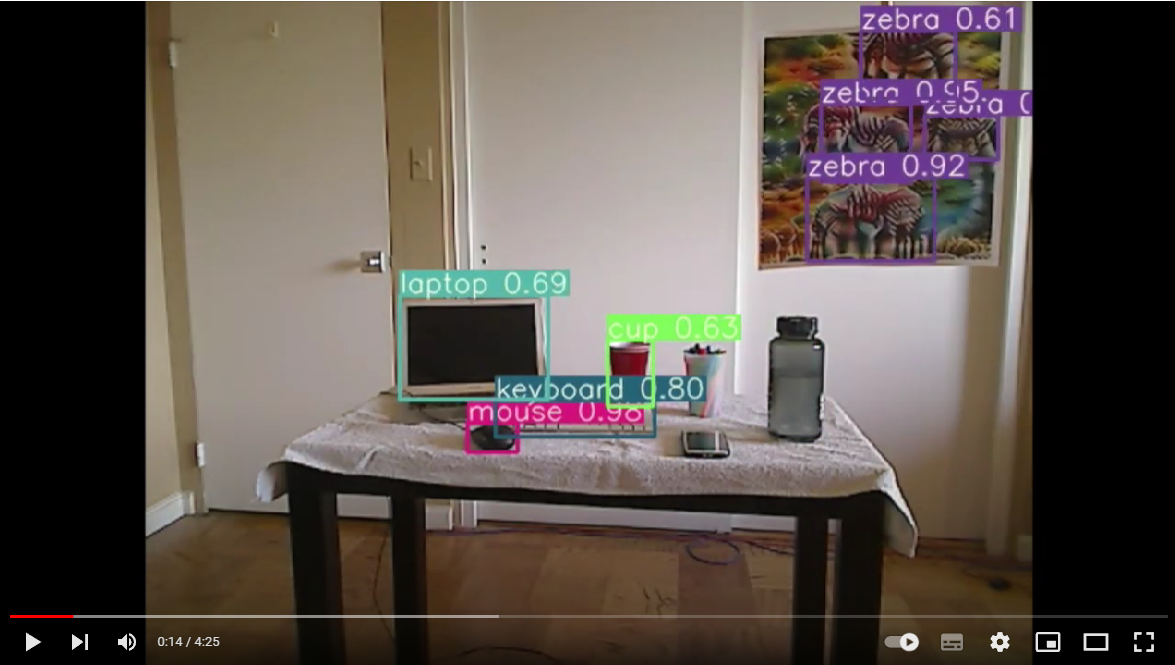 zebra 0.61
zebra 0.95
zebra 0
zebra 0.92
laptop 0.69
cup 0.63
keyboard 0.80
mouse 0.98
0:14 / 4:25